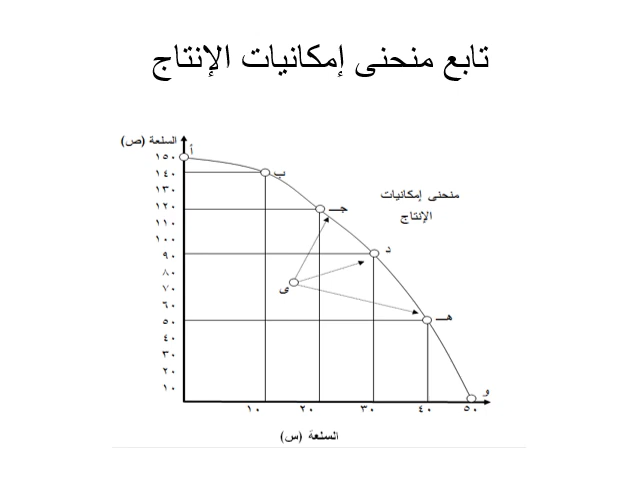 تابع منحنى إمكانيات الإنتاج
السلعة (ص)
أ
١٥٠
١٤٠
ب
١٣٠
منحنى إمكانيات
الإنتاج
١٢٠
جـ
١١٠
١٠٠
د
٩٠
٨٠
ى
٧٠
٦٠
هـ
٥٠
٤٠
٣٠
٢٠
١٠
و
١٠ ٢٠ ٣٠ ٤٠ ٥٠
السلعة (س)